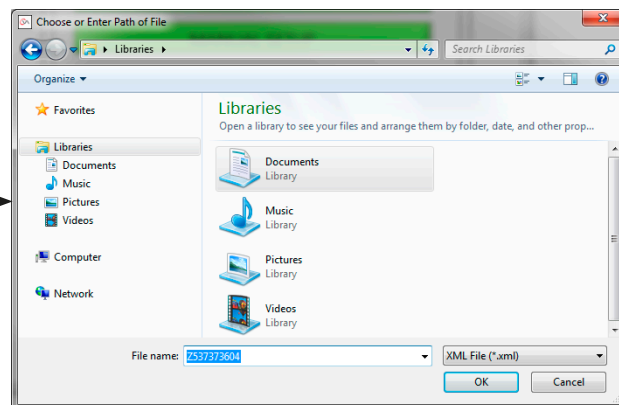 Choose or Enter Path of File
Libraries
Search Libraries
Organize
Favorites
Libraries
Documents
Music
Pictures
Videos
Computer
Network
Libraries
Open a library to see your files and arrange them by folder, date, and other prop...
Documents
Library
Music
Library
Pictures
Library
Videos
Library
File name: Z537373604
XML File (*.xml)
OK Cancel